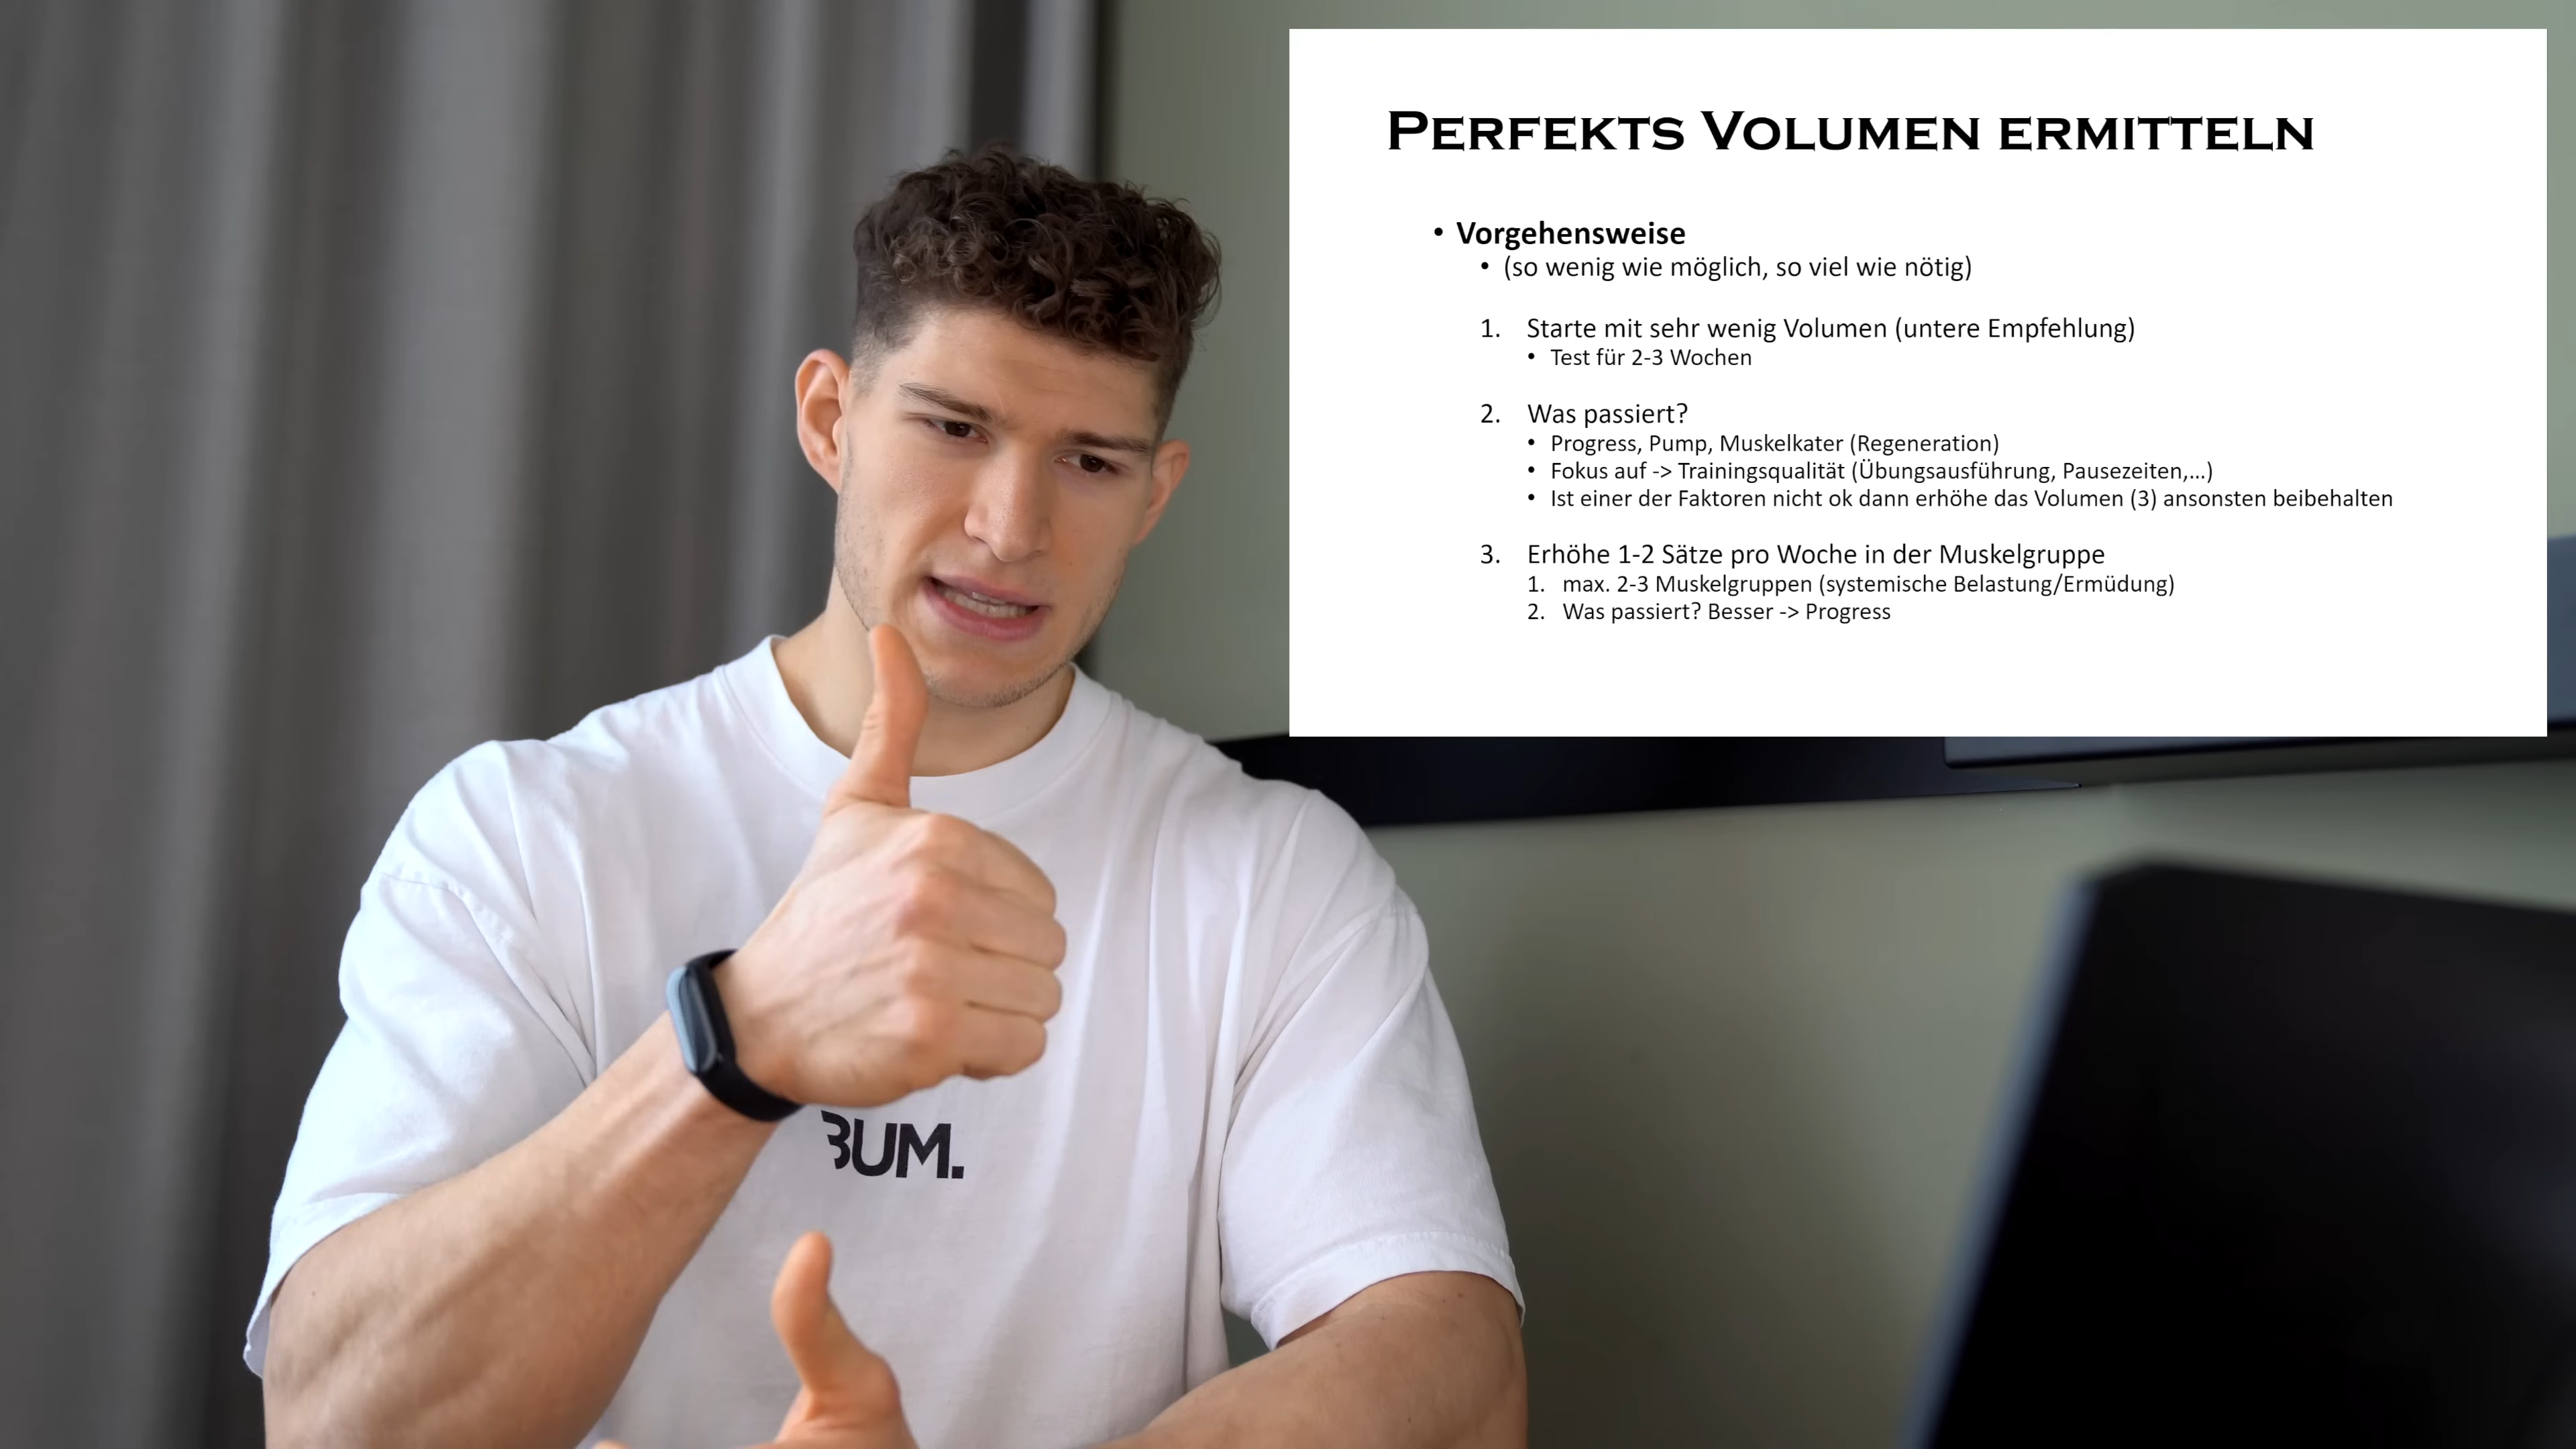 PERFEKTS VOLUMEN ERMITTELN
• Vorgehensweise
• (so wenig wie möglich, so viel wie nötig)
1. Starte mit sehr wenig Volumen (untere Empfehlung)
• Test für 2-3 Wochen
2. Was passiert?
• Progress, Pump, Muskelkater (Regeneration)
• Fokus auf -> Trainingsqualität (Übungsausführung, Pausezeiten,...)
• Ist einer der Faktoren nicht ok dann erhöhe das Volumen (3) ansonsten beibehalten
3. Erhöhe 1-2 Sätze pro Woche in der Muskelgruppe
1. max. 2-3 Muskelgruppen (systemische Belastung/Ermüdung)
2. Was passiert? Besser -> Progress
BUM.